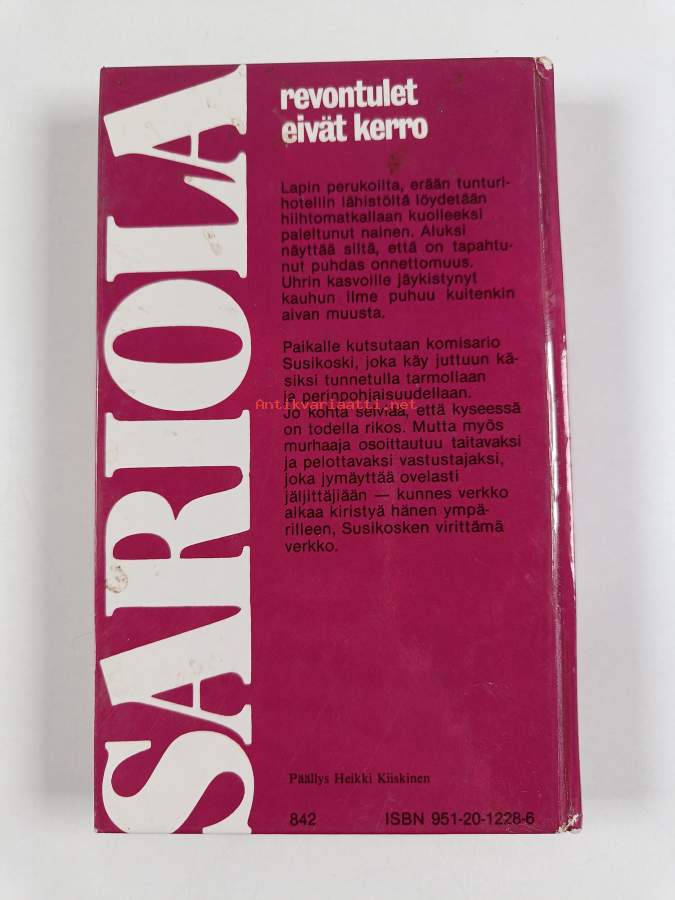 SARIOLA
revontulet
eivät kerro
Lapin perukoilta, erään tunturi-
hotellin lähistöltä löydetään
hiihtomatkallaan kuolleeksi
paleltunut nainen. Aluksi
näyttää siltä, että on tapahtu-
nut puhdas onnettomuus.
Uhrin kasvoille jäykistynyt
kauhun ilme puhuu kuitenkin
aivan muusta.
Paikalle kutsutaan komisario
Susikoski, joka käy juttuun kä-
siksi tunnetulla tarmollaan
ja perinpohjaisuudellaan.
Antikvariaatti.net
Jo kohta selviää, että kyseessä
on todella rikos. Mutta myös
murhaaja osoittautuu taitavaksi
ja pelottavaksi vastustajaksi,
joka jymäyttää ovelasti
jäljittäjiään — kunnes verkko
alkaa kiristyä hänen ympä-
rilleen, Susikosken virittämä
verkko.
Päällys Heikki Kiiskinen
842 ISBN 951-20-1228-6